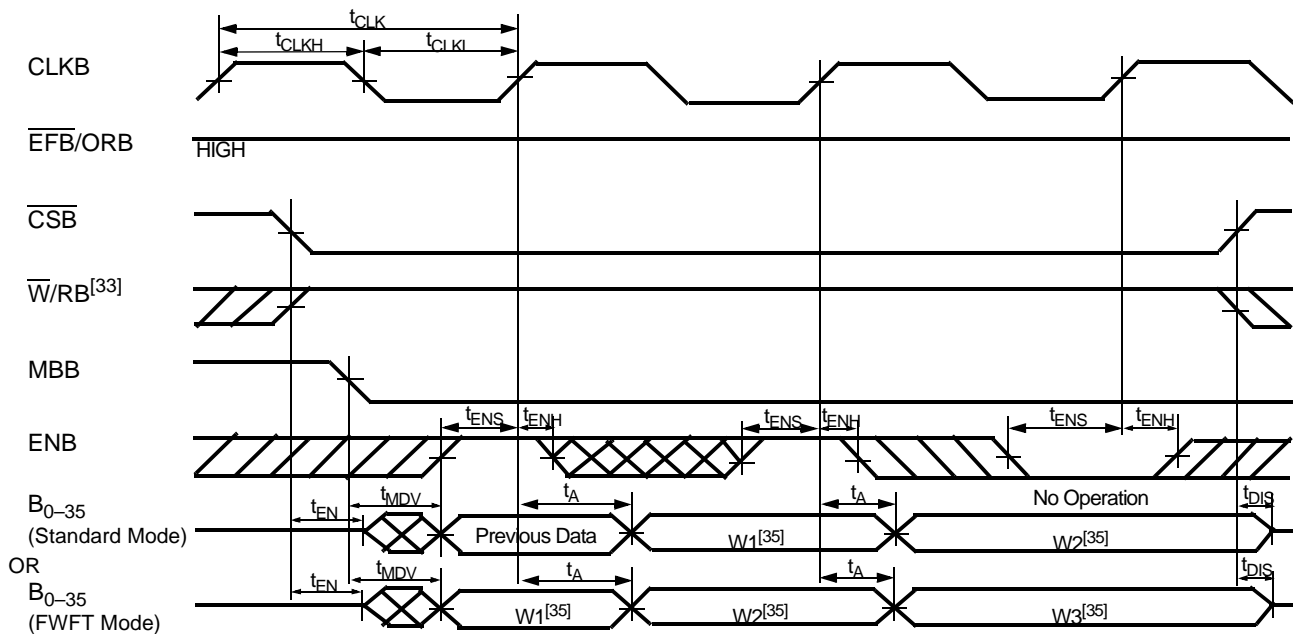 tCLK
tCLKH tCLKL
CLKB
EFB/ORB HIGH
CSB
W/RB[33]
MBB
tENS tENH tENS tENH tENS tENH
ENB
B0–35 tEN tMDV tA tA No Operation tDIS
(Standard Mode) Previous Data W1[35] W2[35]
OR
B0–35 tEN tMDV tA tA tDIS
(FWFT Mode) W1[35] W2[35] W3[35]